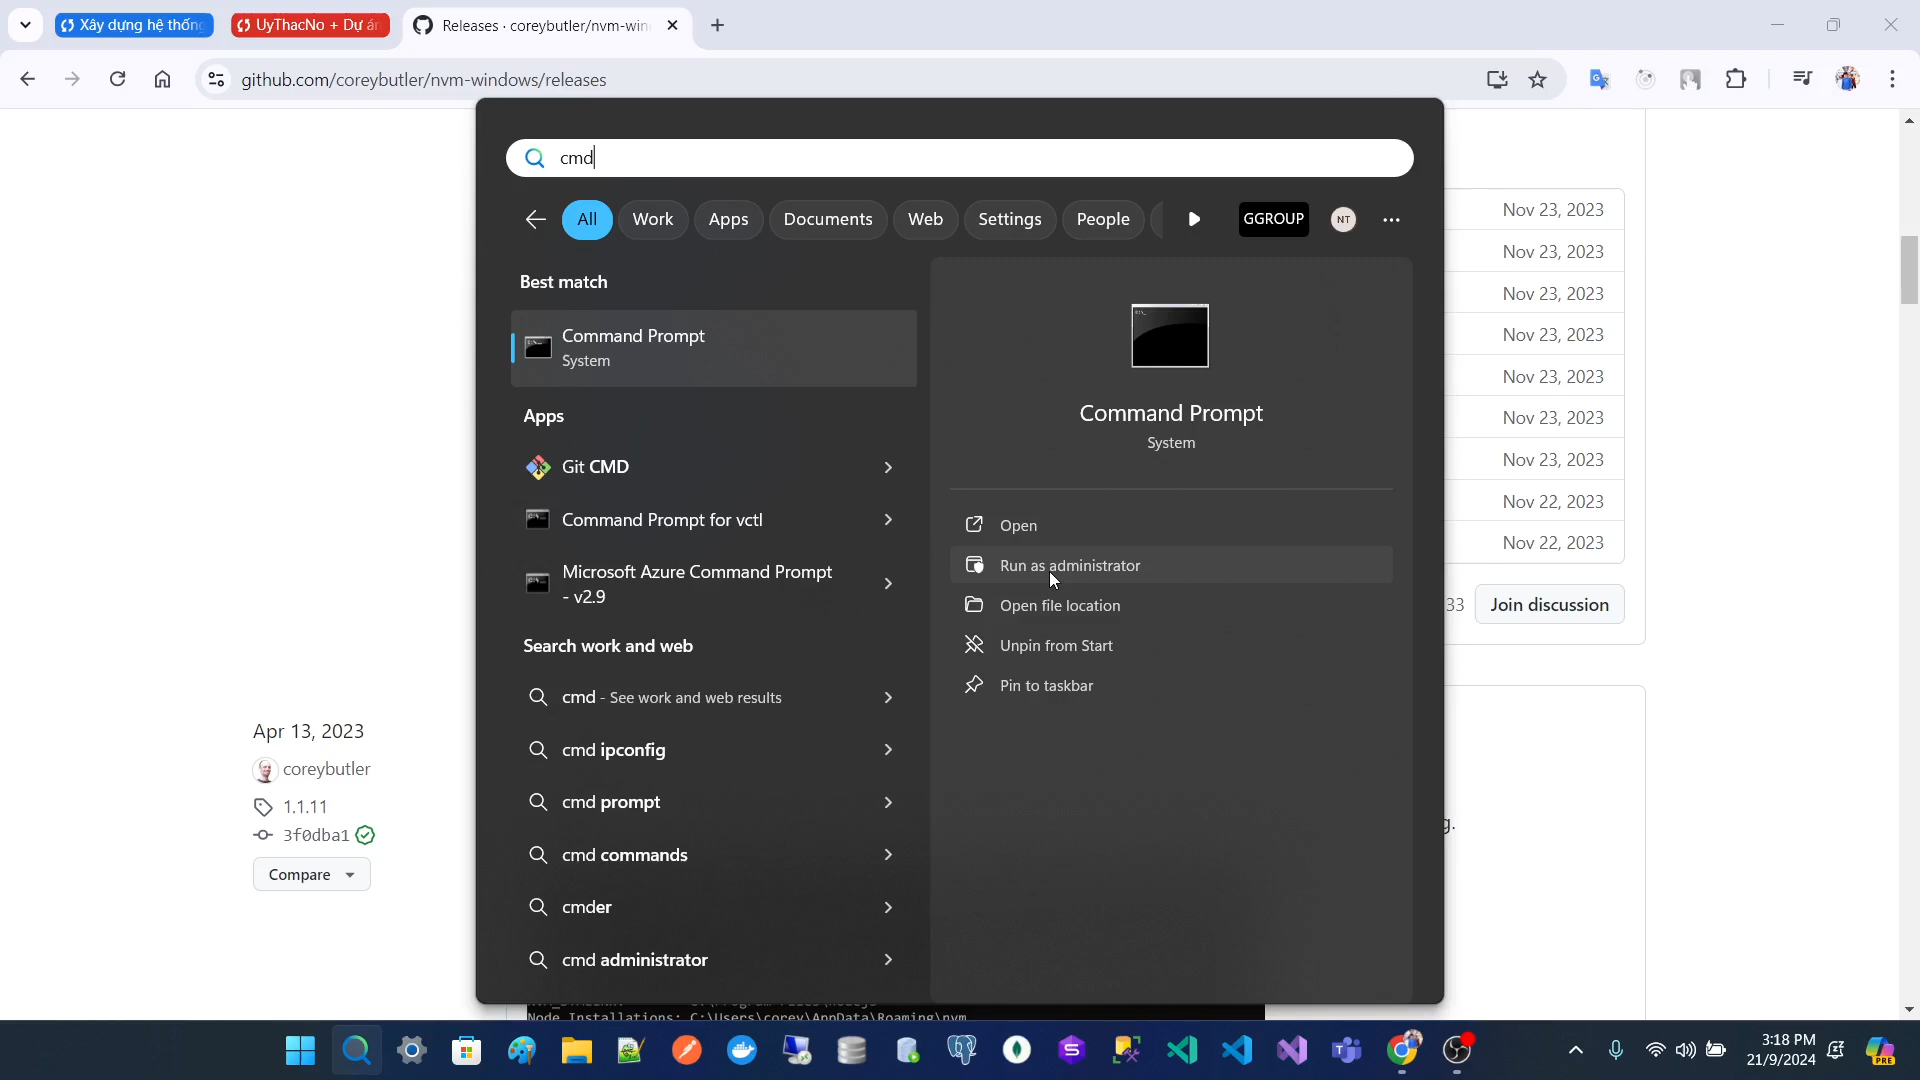 Xây dựng hệ thống
UyThacNo + Dự án
Releases · coreybutler/nvm-win
github.com/coreybutler/nvm-windows/releases
cmd
All
Work
Apps
Documents
Web
Settings
People
GGROUP
NT
Best match
Command Prompt
System
Apps
Git CMD
Command Prompt for vctl
Microsoft Azure Command Prompt
- v2.9
Search work and web
cmd - See work and web results
cmd ipconfig
cmd prompt
cmd commands
cmder
cmd administrator
Command Prompt
System
Open
Run as administrator
Open file location
Unpin from Start
Pin to taskbar
Nov 23, 2023
Nov 23, 2023
Nov 23, 2023
Nov 23, 2023
Nov 23, 2023
Nov 23, 2023
Nov 23, 2023
Nov 22, 2023
Nov 22, 2023
33
Join discussion
Apr 13, 2023
coreybutler
1.1.11
3f0dba1
Compare
g.
Node Installations: C:\Users\corey\AppData\Roaming\nvm
3:18 PM
21/9/2024
PRE